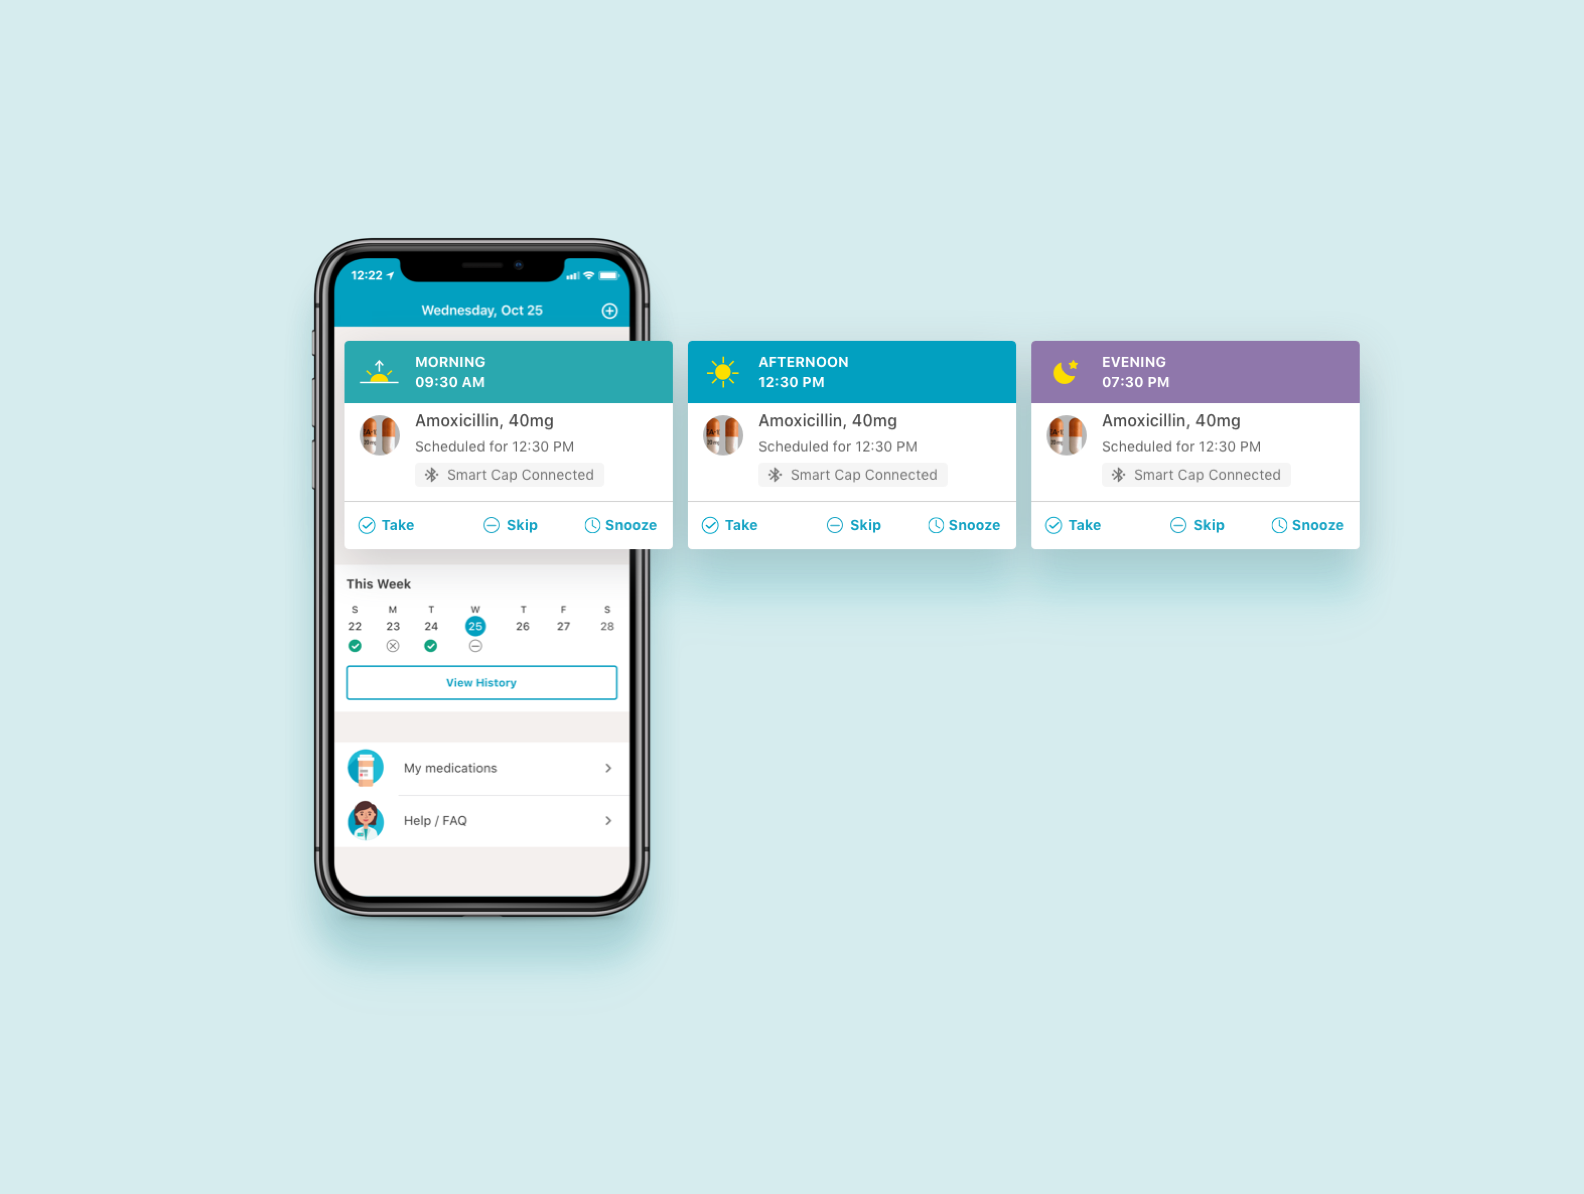 12:22
Wednesday, Oct 25
MORNING
09:30 AM
Amoxicillin, 40mg
Scheduled for 12:30 PM
Smart Cap Connected
Take Skip Snooze
AFTERNOON
12:30 PM
Amoxicillin, 40mg
Scheduled for 12:30 PM
Smart Cap Connected
Take Skip Snooze
EVENING
07:30 PM
Amoxicillin, 40mg
Scheduled for 12:30 PM
Smart Cap Connected
Take Skip Snooze
This Week
S M T W T F S
22 23 24 25 26 27 28
View History
My medications
Help / FAQ